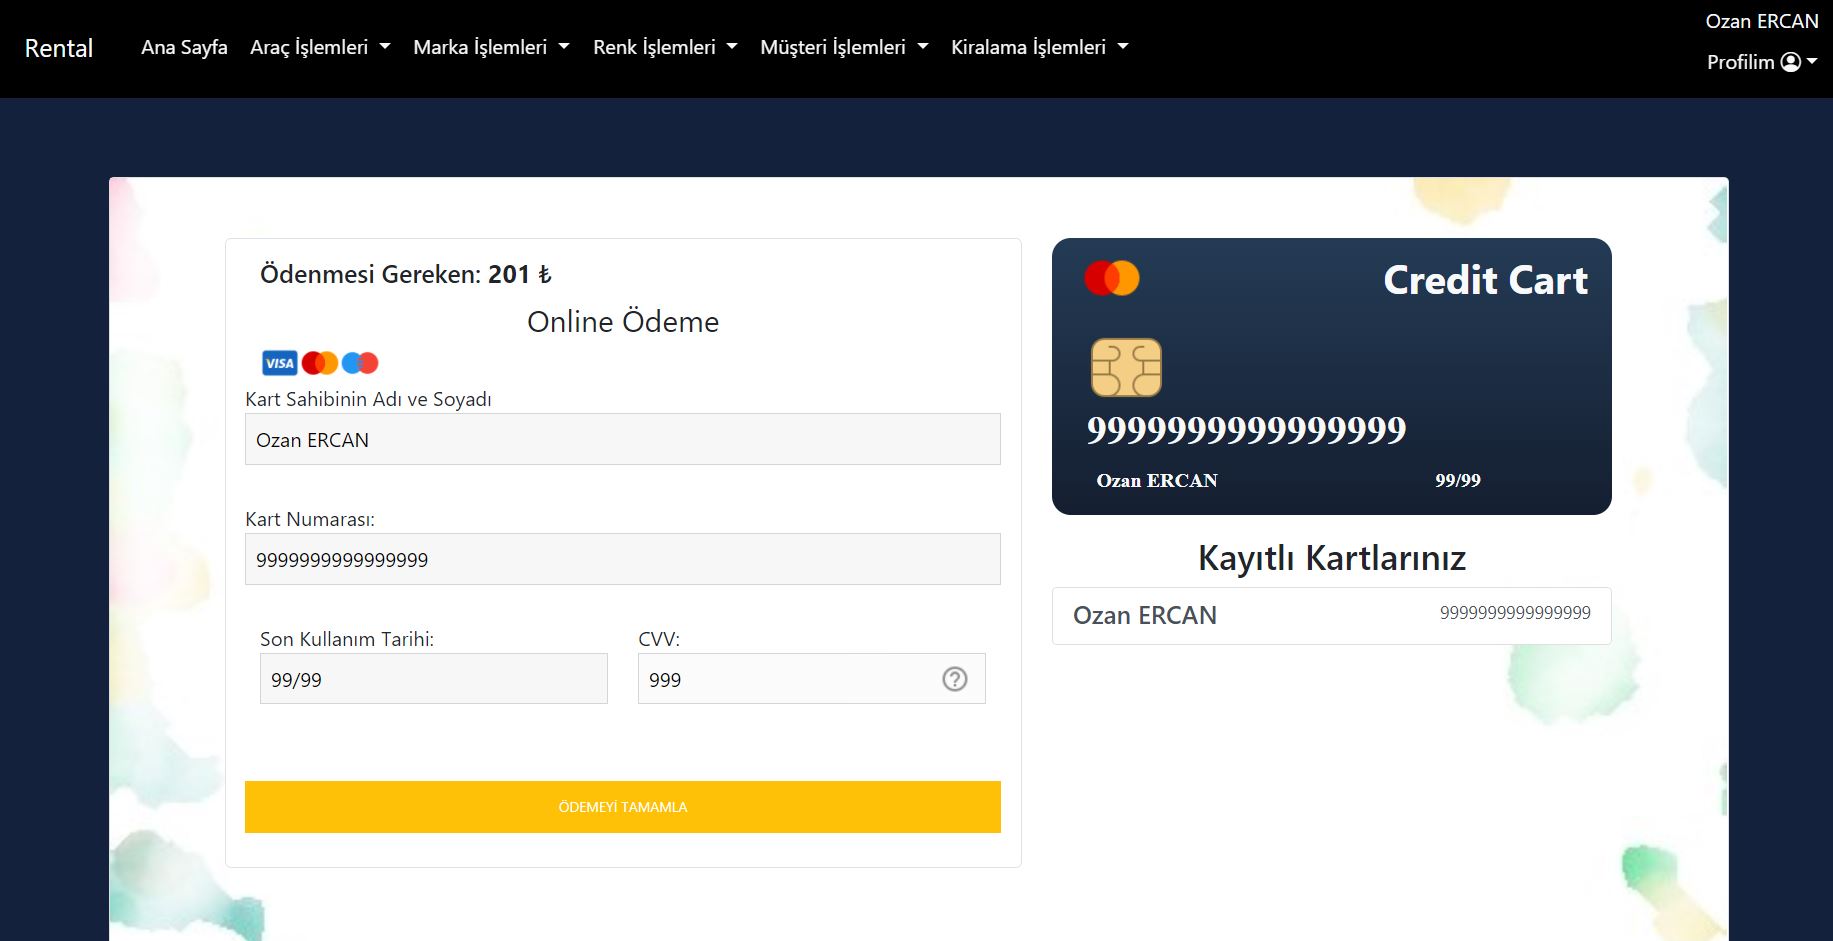 Rental
Ana Sayfa
Araç İşlemleri
Marka İşlemleri
Renk İşlemleri
Müşteri İşlemleri
Kiralama İşlemleri
Ozan ERCAN
Profilim
Ödenmesi Gereken: 201 ₺
Online Ödeme
VISA
Kart Sahibinin Adı ve Soyadı
Ozan ERCAN
Kart Numarası:
9999999999999999
Son Kullanım Tarihi:
99/99
CVV:
999
?
ÖDEMEYİ TAMAMLA
Credit Cart
9999999999999999
Ozan ERCAN
99/99
Kayıtlı Kartlarınız
Ozan ERCAN
9999999999999999